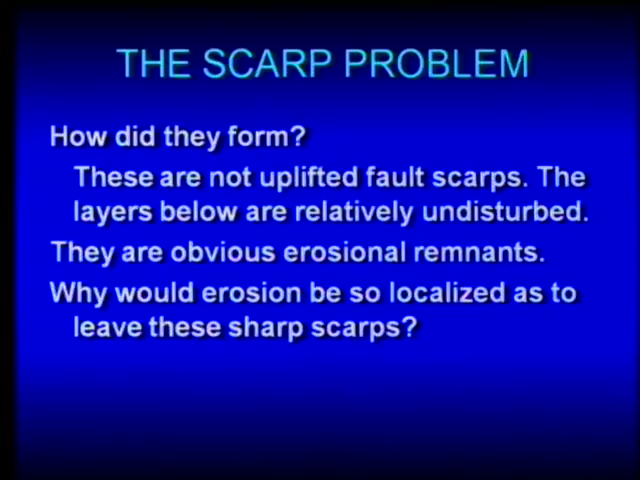 THE SCARP PROBLEM
How did they form?
These are not uplifted fault scarps. The
layers below are relatively undisturbed.
They are obvious erosional remnants.
Why would erosion be so localized as to
leave these sharp scarps?